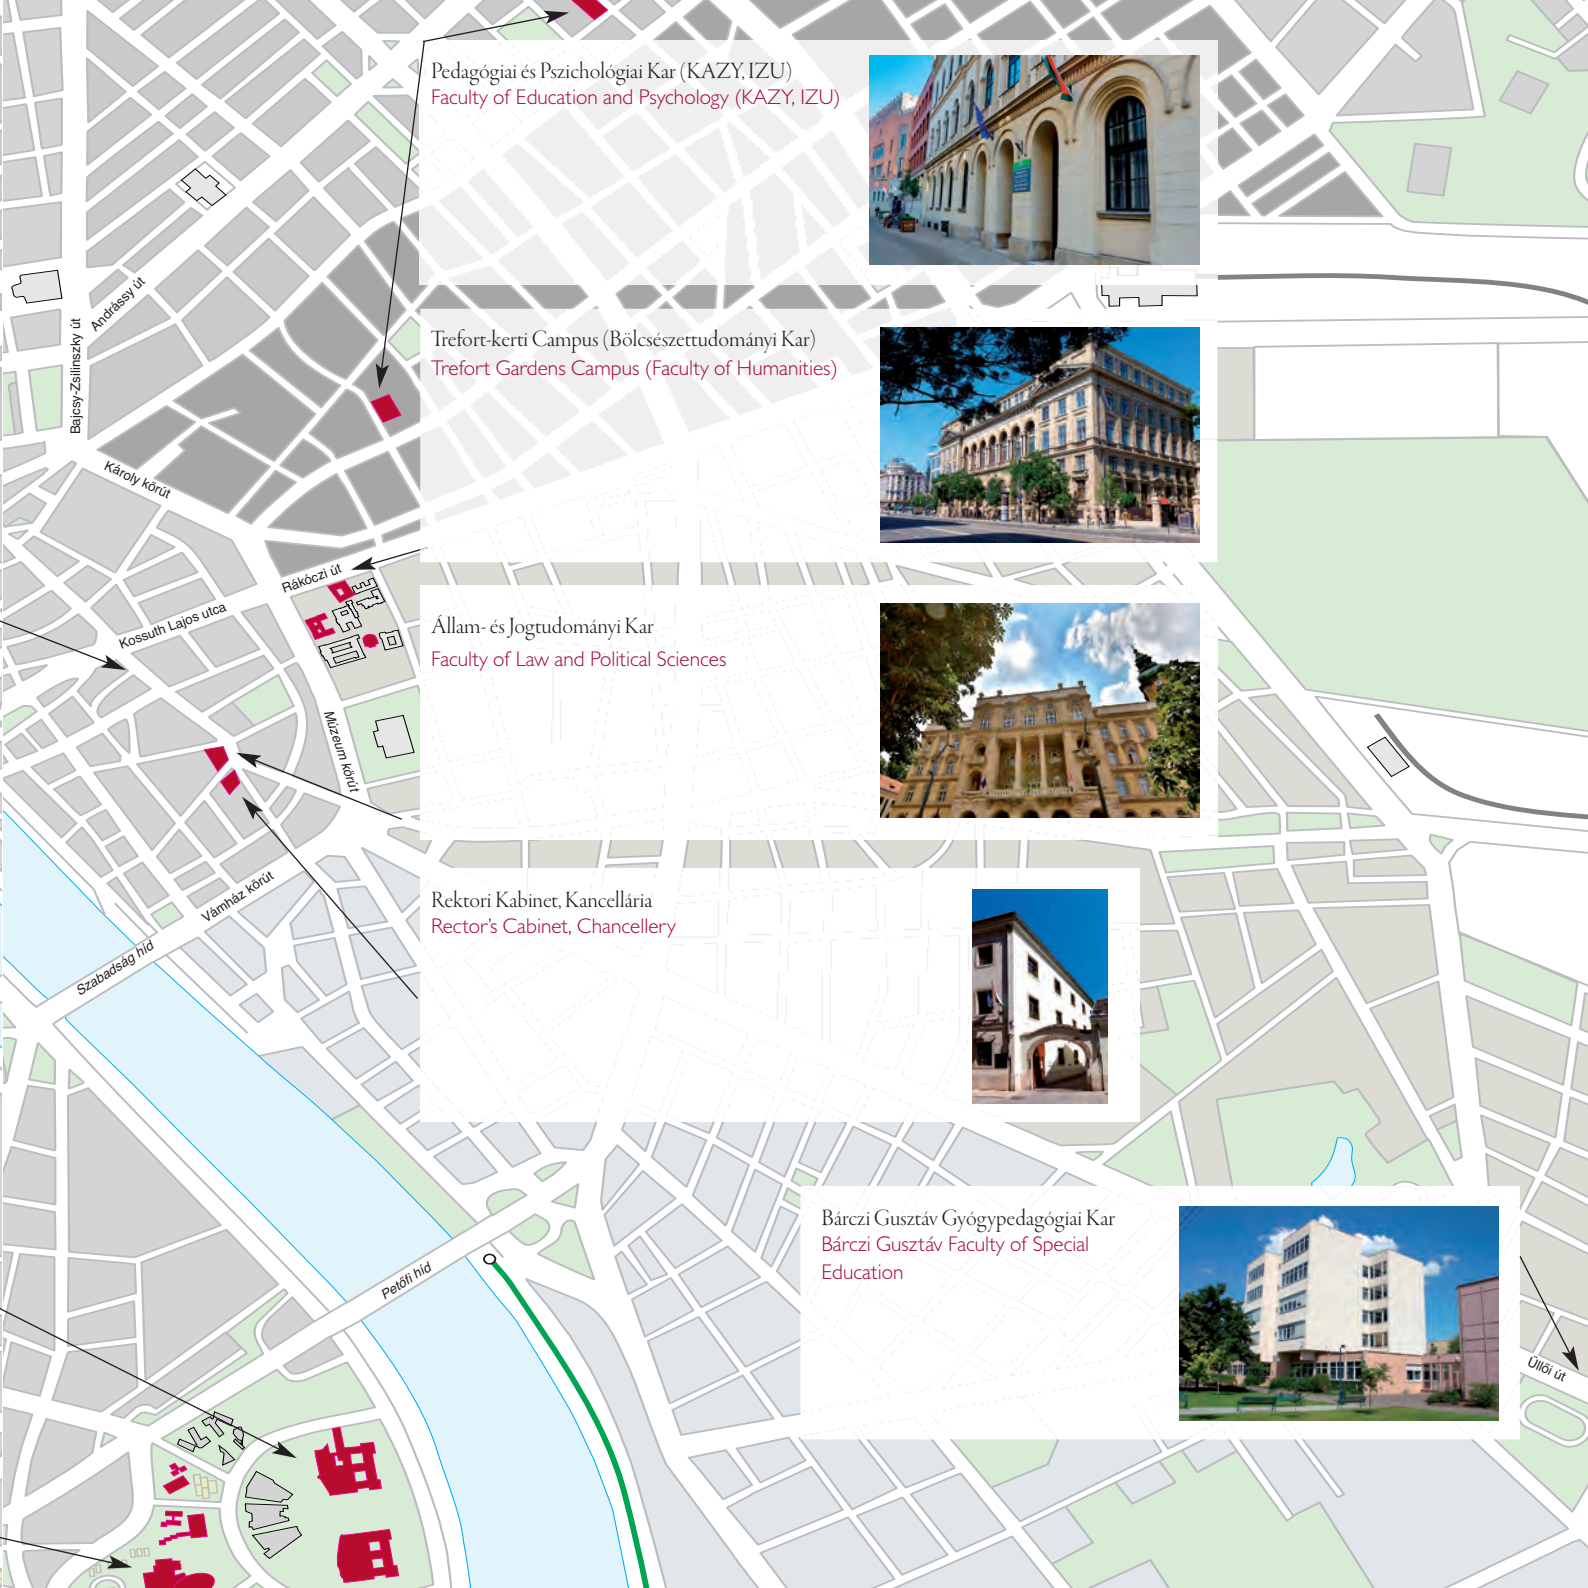 Pedagógiai és Pszichológiai Kar (KAZY, IZU)
Faculty of Education and Psychology (KAZY, IZU)
Andrássy út
Bajcsy-Zsilinszky út
Trefort-kerti Campus (Bölcsészettudományi Kar)
Trefort Gardens Campus (Faculty of Humanities)
Károly körút
Rákóczi út
Kossuth Lajos utca
Állam- és Jogtudományi Kar
Faculty of Law and Political Sciences
Múzeum körút
Vámház körút
Rektori Kabinet, Kancellária
Rector's Cabinet, Chancellery
Szabadság híd
Bárczi Gusztáv Gyógypedagógiai Kar
Bárczi Gusztáv Faculty of Special
Education
Petőfi híd
Üllői út